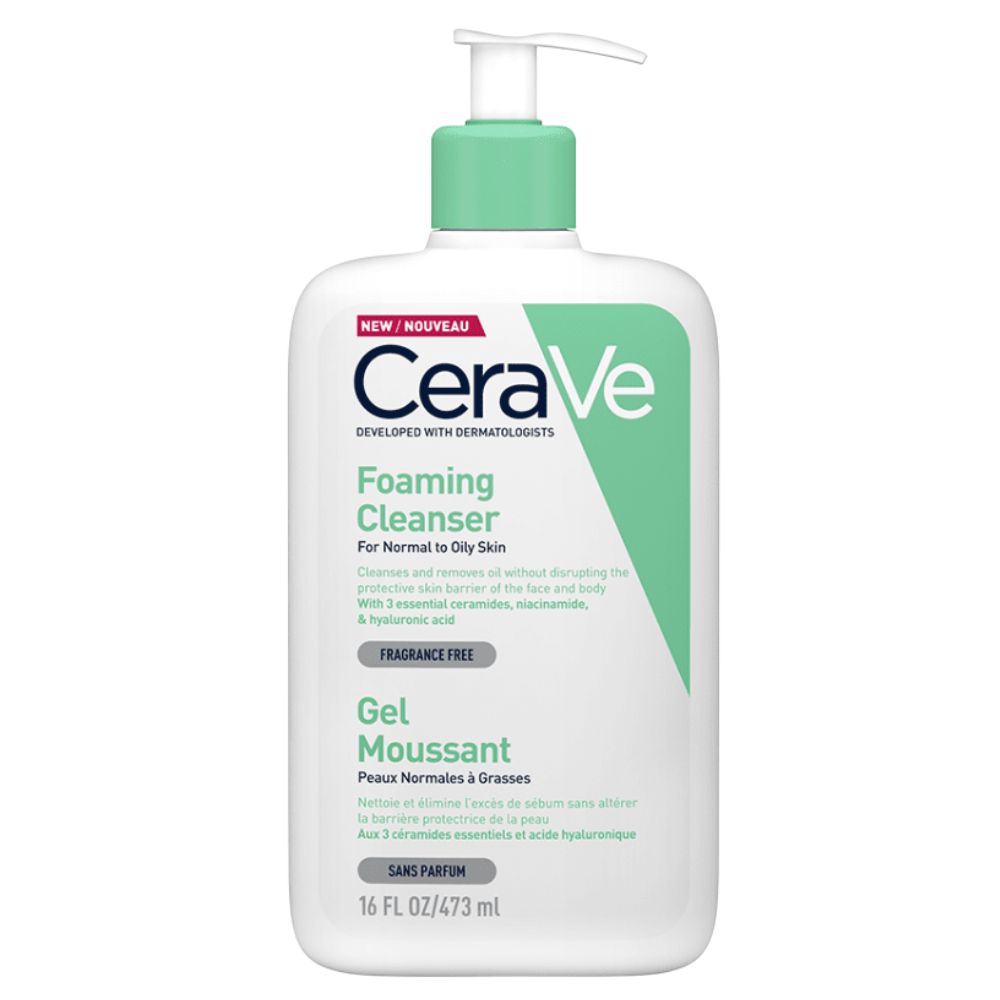 NEW / NOUVEAU
CeraVe
DEVELOPED WITH DERMATOLOGISTS
Foaming
Cleanser
For Normal to Oily Skin
Cleanses and removes oil without disrupting the
protective skin barrier of the face and body
With 3 essential ceramides, niacinamide,
& hyaluronic acid
FRAGRANCE FREE
Gel
Moussant
Peaux Normales à Grasses
Nettoie et élimine l'excès de sébum sans altérer
la barrière protectrice de la peau
Aux 3 céramides essentiels et acide hyaluronique
SANS PARFUM
16 FL OZ/473 ml